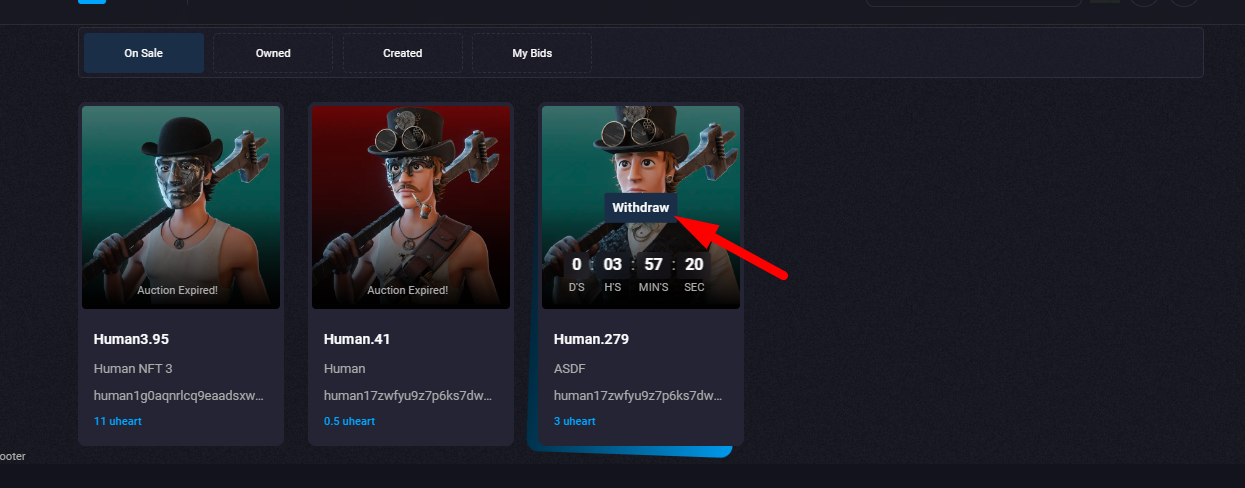 On Sale
Owned
Created
My Bids
Auction Expired!
Human3.95
Human NFT 3
human1g0aqnrlcq9eaadsxw...
11 uheart
Auction Expired!
Human.41
Human
human17zwfyu9z7p6ks7dw...
0.5 uheart
Withdraw
0 : 03 : 57 : 20
D'S H'S MIN'S SEC
Human.279
ASDF
human17zwfyu9z7p6ks7dw...
3 uheart
ooter